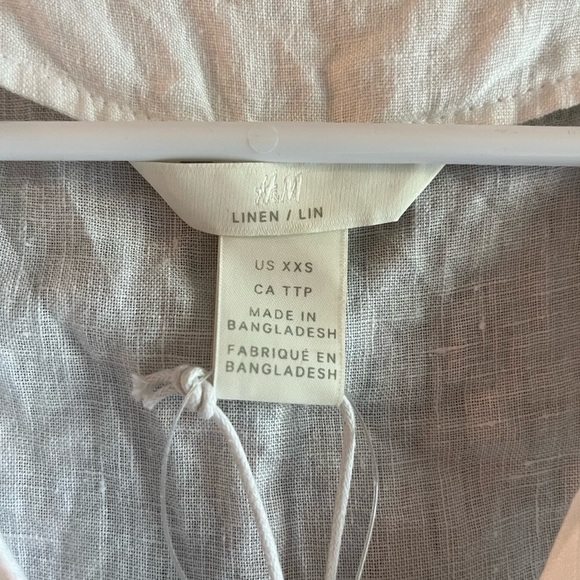 H&M
LINEN / LIN
US XXS
CA TTP
MADE IN
BANGLADESH
FABRIQUÉ EN
BANGLADESH